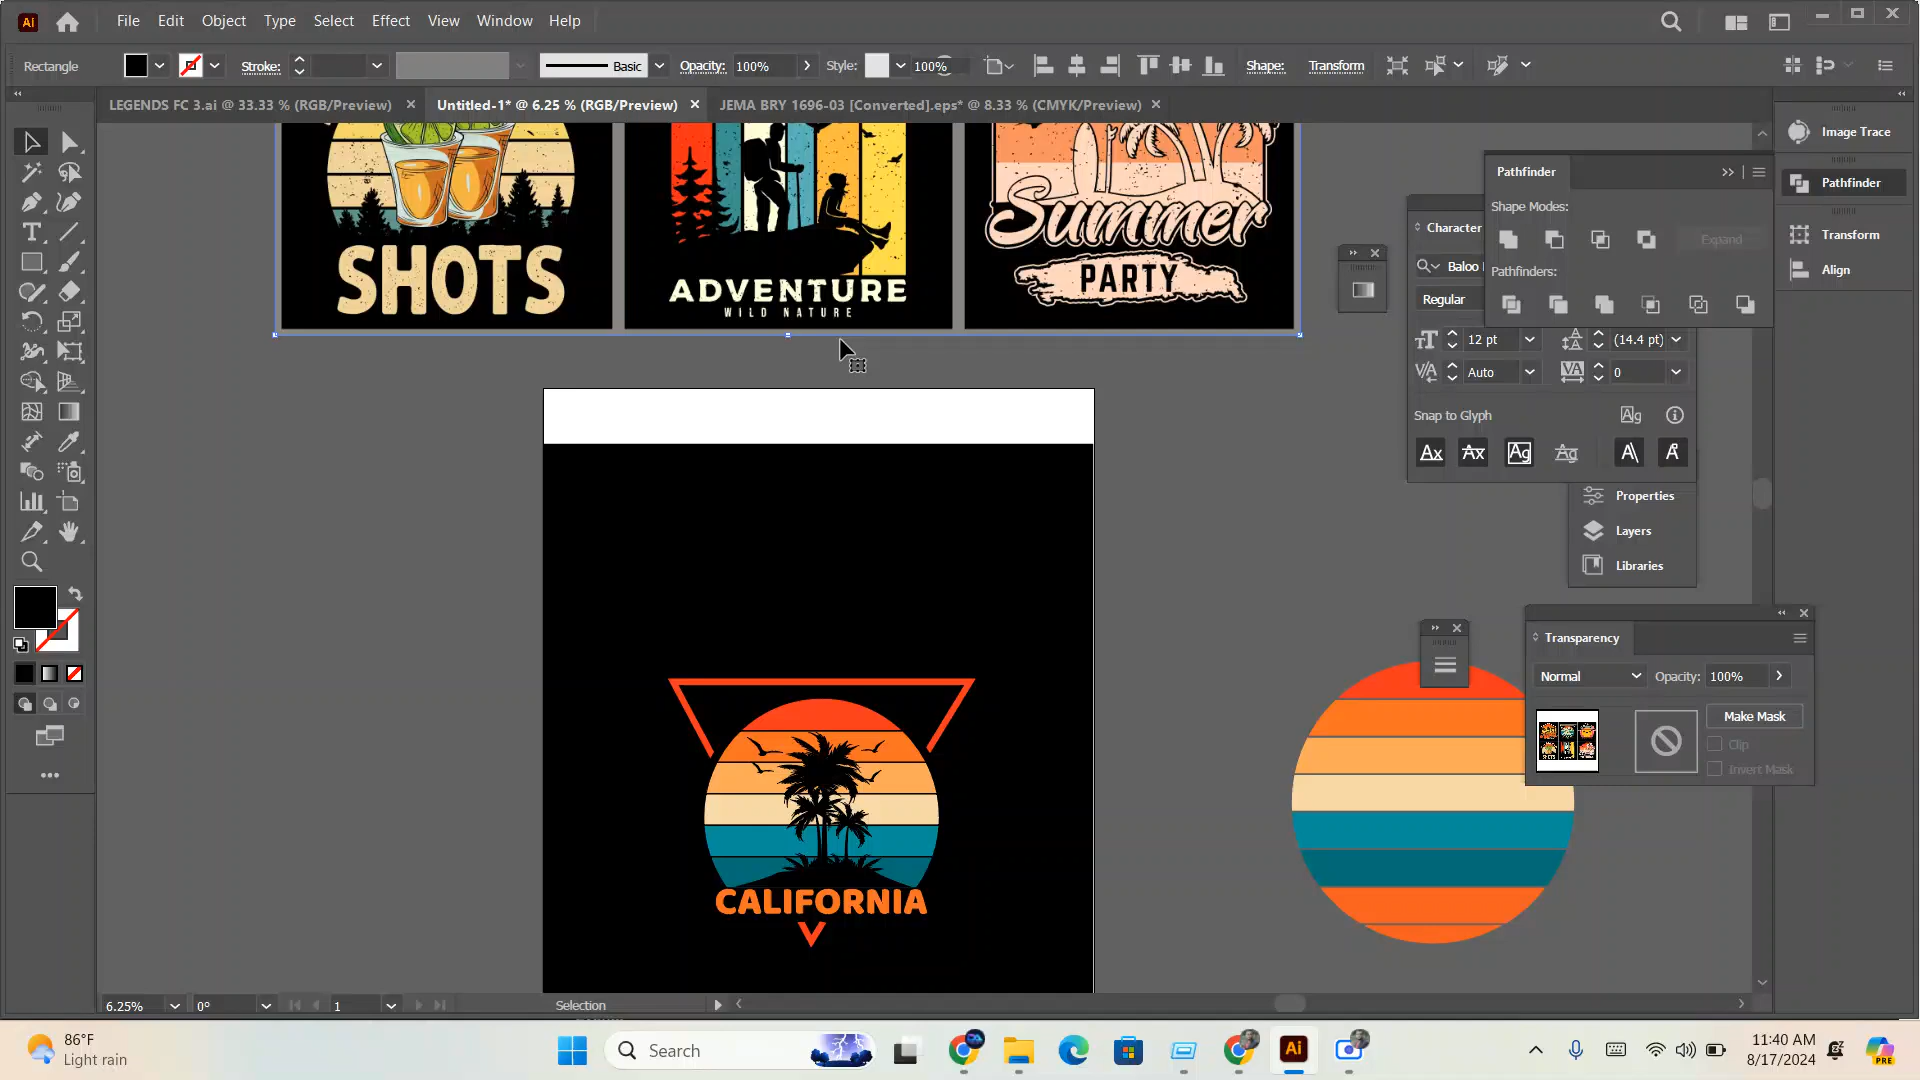 Ai File Edit Object Type Select Effect View Window Help
Rectangle Stroke: Basic Opacity: 100% Style: 100% Shape: Transform
LEGENDS FC 3.ai @ 33.33 % (RGB/Preview) × Untitled-1* @ 6.25 % (RGB/Preview) × JEMA BRY 1696-03 [Converted].eps* @ 8.33 % (CMYK/Preview) ×
Image Trace
Pathfinder
Transform
Align
Pathfinder
Shape Modes:
Expand
Pathfinders:
Character
Baloo
Regular
12 pt (14.4 pt)
Auto 0
Snap to Glyph
Properties
Layers
Libraries
Transparency
Normal Opacity: 100%
Make Mask
Clip
Invert Mask
SHOTS
ADVENTURE
WILD NATURE
Summer
PARTY
CALIFORNIA
6.25% 0° 1 Selection
86°F
Light rain
Search
Ai
11:40 AM
8/17/2024
PRE